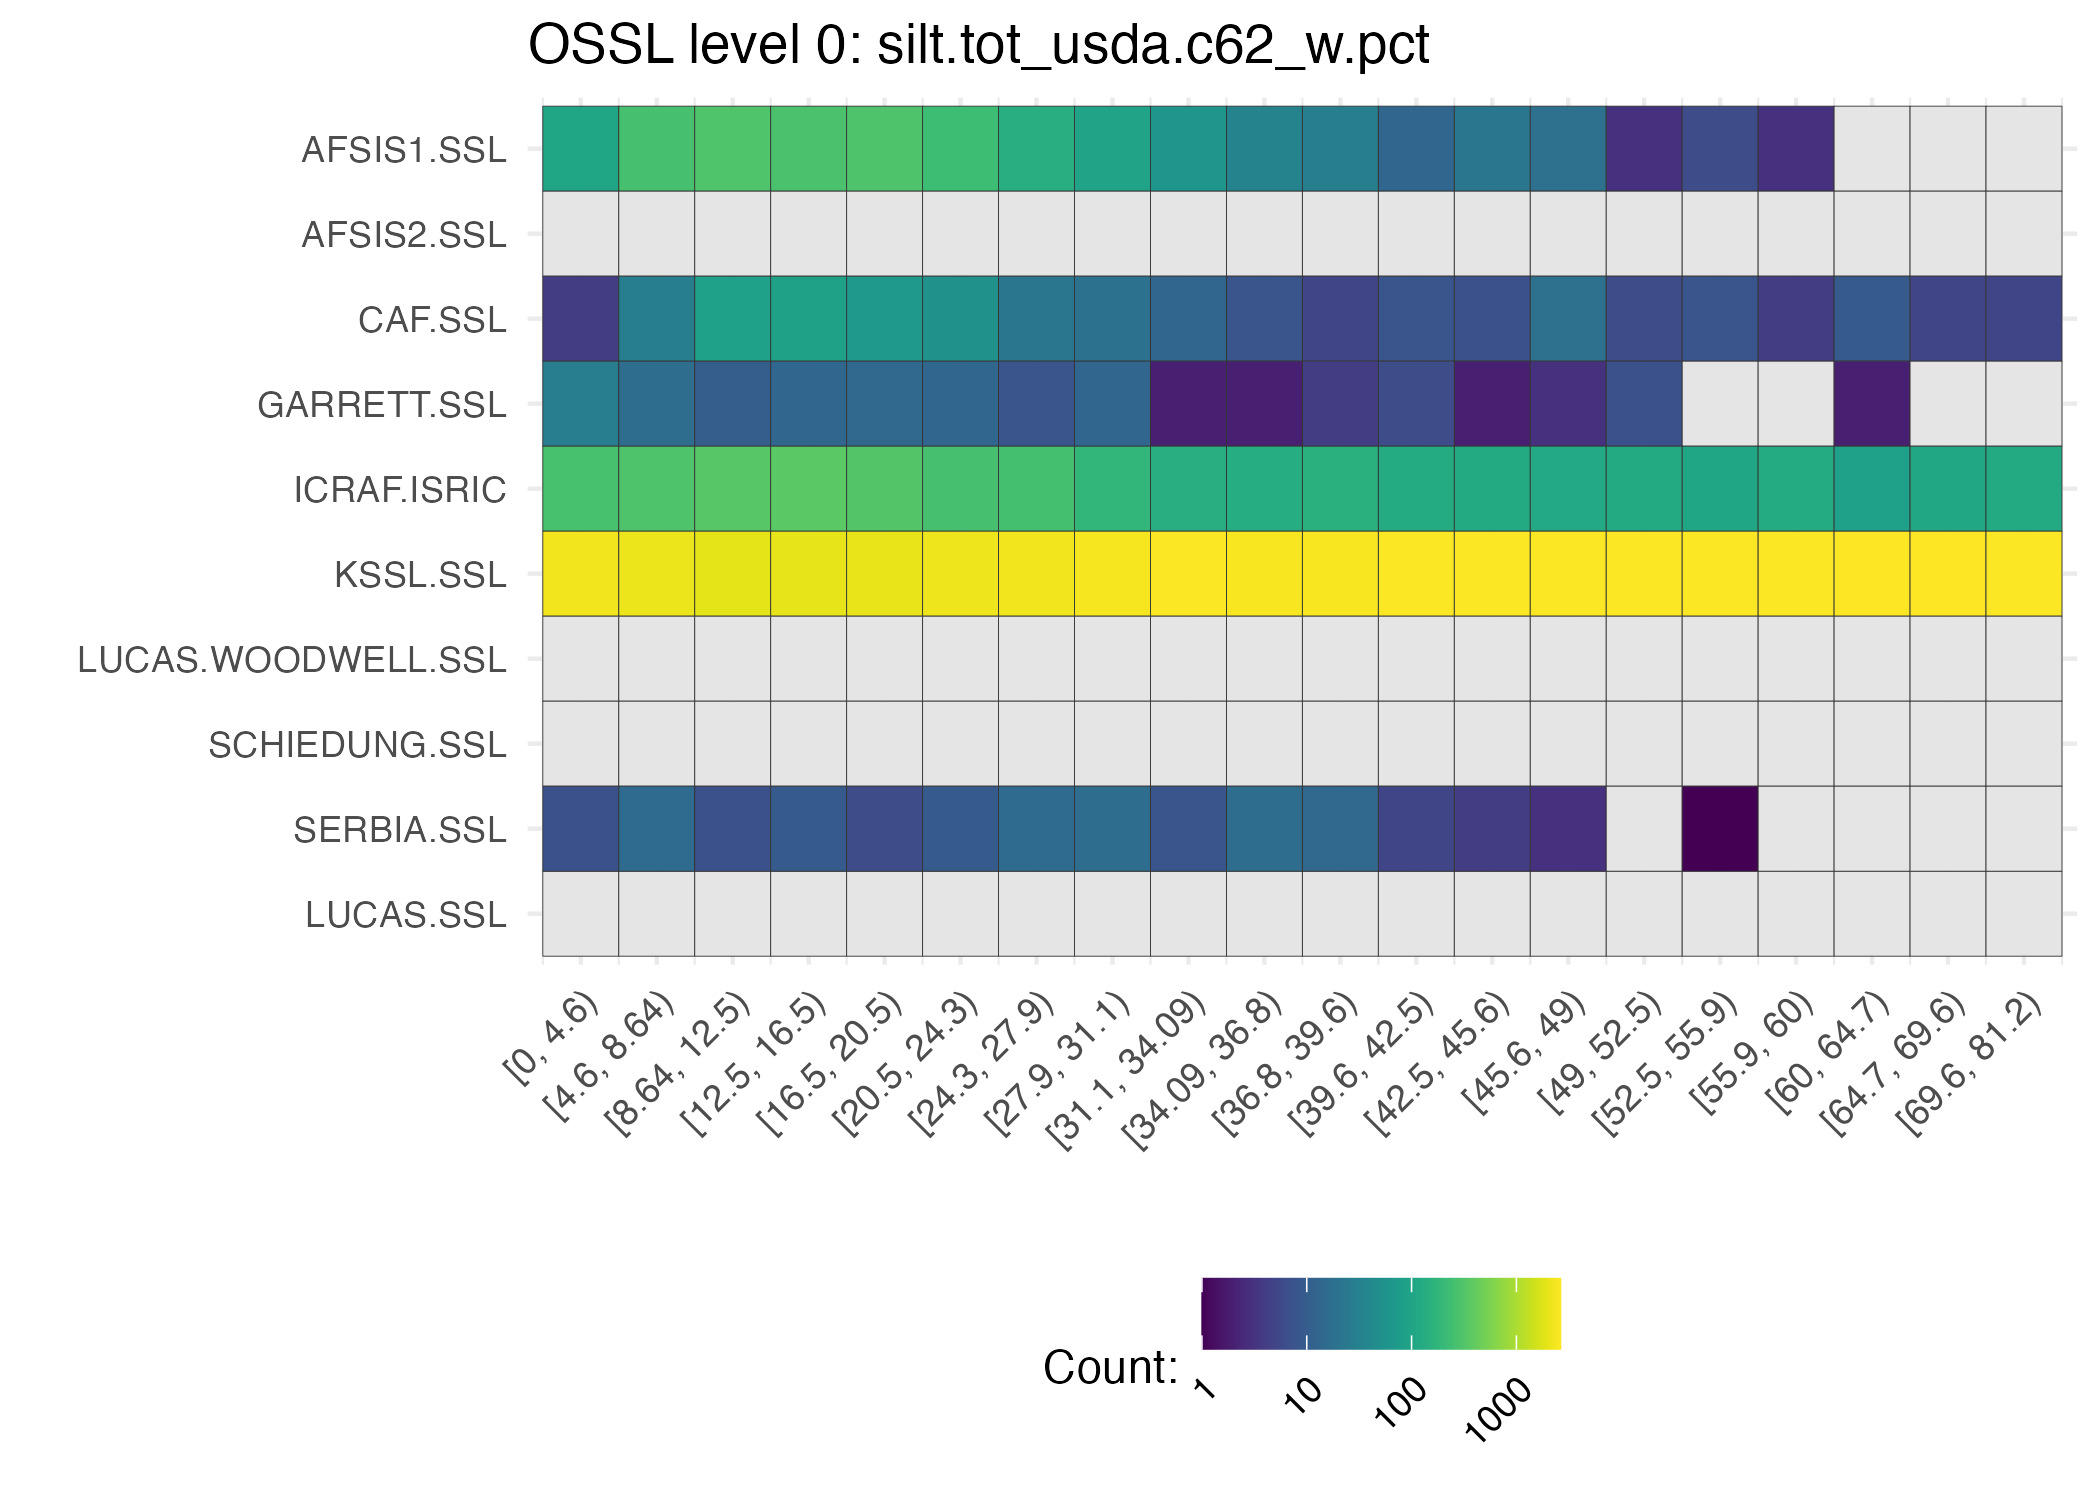 OSSL level 0: silt.tot_usda.c62_w.pct
AFSIS1.SSL
AFSIS2.SSL
CAF.SSL
GARRETT.SSL
ICRAF.ISRIC
KSSL.SSL
LUCAS.WOODWELL.SSL
SCHIEDUNG.SSL
SERBIA.SSL
LUCAS.SSL
[0, 4.6)
[4.6, 8.64)
[8.64, 12.5)
[12.5, 16.5)
[16.5, 20.5)
[20.5, 24.3)
[24.3, 27.9)
[27.9, 31.1)
[31.1, 34.09)
[34.09, 36.8)
[36.8, 39.6)
[39.6, 42.5)
[42.5, 45.6)
[45.6, 49)
[49, 52.5)
[52.5, 55.9)
[55.9, 60)
[60, 64.7)
[64.7, 69.6)
[69.6, 81.2)
Count:
1
10
100
1000